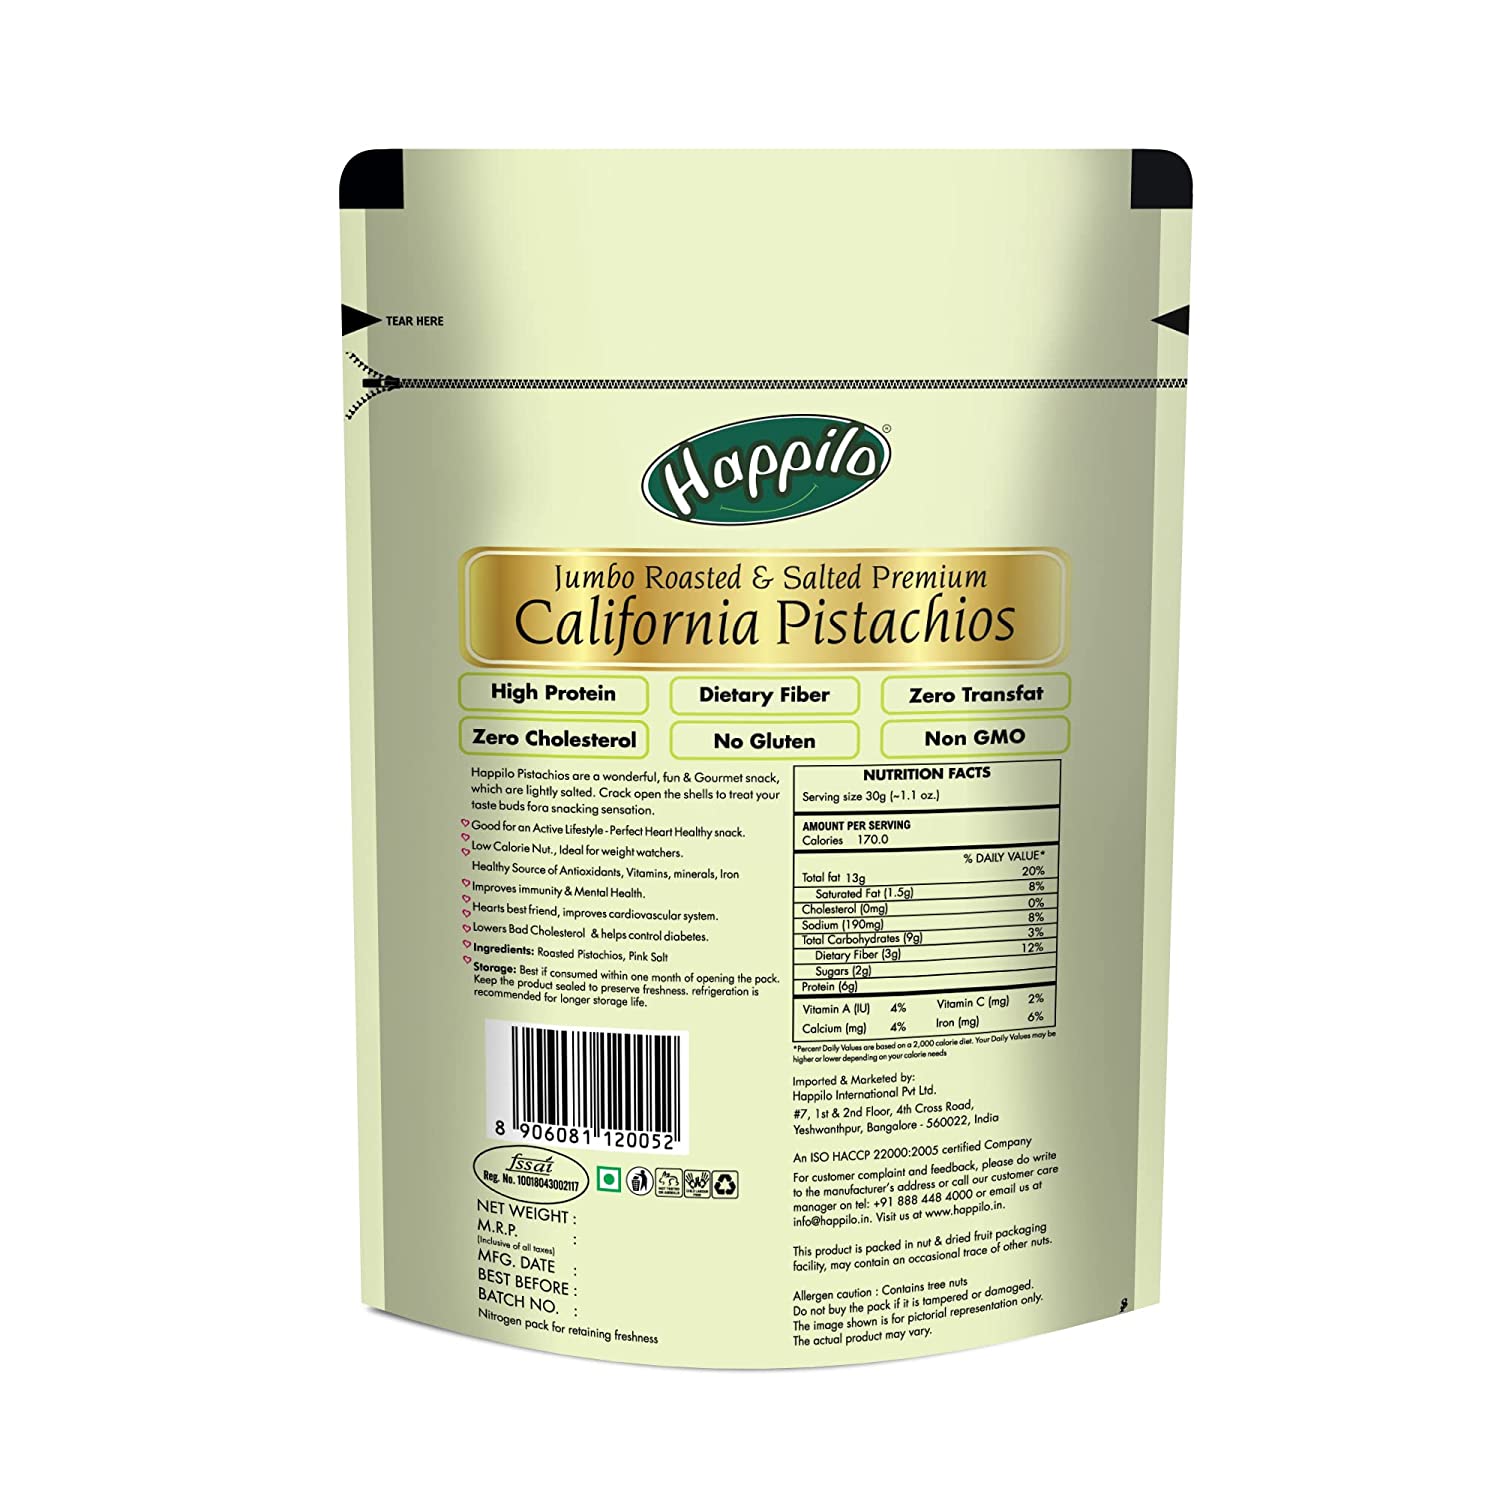 TEAR HERE
Happilo®
Jumbo Roasted & Salted Premium
California Pistachios
High Protein
Dietary Fiber
Zero Transfat
Zero Cholesterol
No Gluten
Non GMO
Happilo Pistachios are a wonderful, fun & Gourmet snack,
which are lightly salted. Crack open the shells to treat your
taste buds fora snacking sensation.
Good for an Active Lifestyle - Perfect Heart Healthy snack.
Low Calorie Nut., Ideal for weight watchers.
Healthy Source of Antioxidants, Vitamins, minerals, Iron
Improves immunity & Mental Health.
Hearts best friend, improves cardiovascular system.
Lowers Bad Cholesterol & helps control diabetes.
Ingredients: Roasted Pistachios, Pink Salt
Storage: Best if consumed within one month of opening the pack.
Keep the product sealed to preserve freshness. refrigeration is
recommended for longer storage life.
8 906081 120052
fssai
Reg. No. 10018043002117
NET WEIGHT :
M.R.P. :
(Inclusive of all taxes)
MFG. DATE :
BEST BEFORE :
BATCH NO. :
Nitrogen pack for retaining freshness
NUTRITION FACTS
Serving size 30g (~1.1 oz.)
AMOUNT PER SERVING
Calories 170.0
% DAILY VALUE*
Total fat 13g 20%
Saturated Fat (1.5g) 8%
Cholesterol (0mg) 0%
Sodium (190mg) 8%
Total Carbohydrates (9g) 3%
Dietary Fiber (3g) 12%
Sugars (2g)
Protein (6g)
Vitamin A (IU) 4% Vitamin C (mg) 2%
Calcium (mg) 4% Iron (mg) 6%
*Percent Daily Values are based on a 2,000 calorie diet. Your Daily Values may be
higher or lower depending on your calorie needs
Imported & Marketed by:
Happilo International Pvt Ltd.
#7, 1st & 2nd Floor, 4th Cross Road,
Yeshwanthpur, Bangalore - 560022, India
An ISO HACCP 22000:2005 certified Company
For customer complaint and feedback, please do write
to the manufacturer's address or call our customer care
manager on tel: +91 888 448 4000 or email us at
info@happilo.in. Visit us at www.happilo.in.
This product is packed in nut & dried fruit packaging
facility, may contain an occasional trace of other nuts.
Allergen caution : Contains tree nuts
Do not buy the pack if it is tampered or damaged.
The image shown is for pictorial representation only.
The actual product may vary.